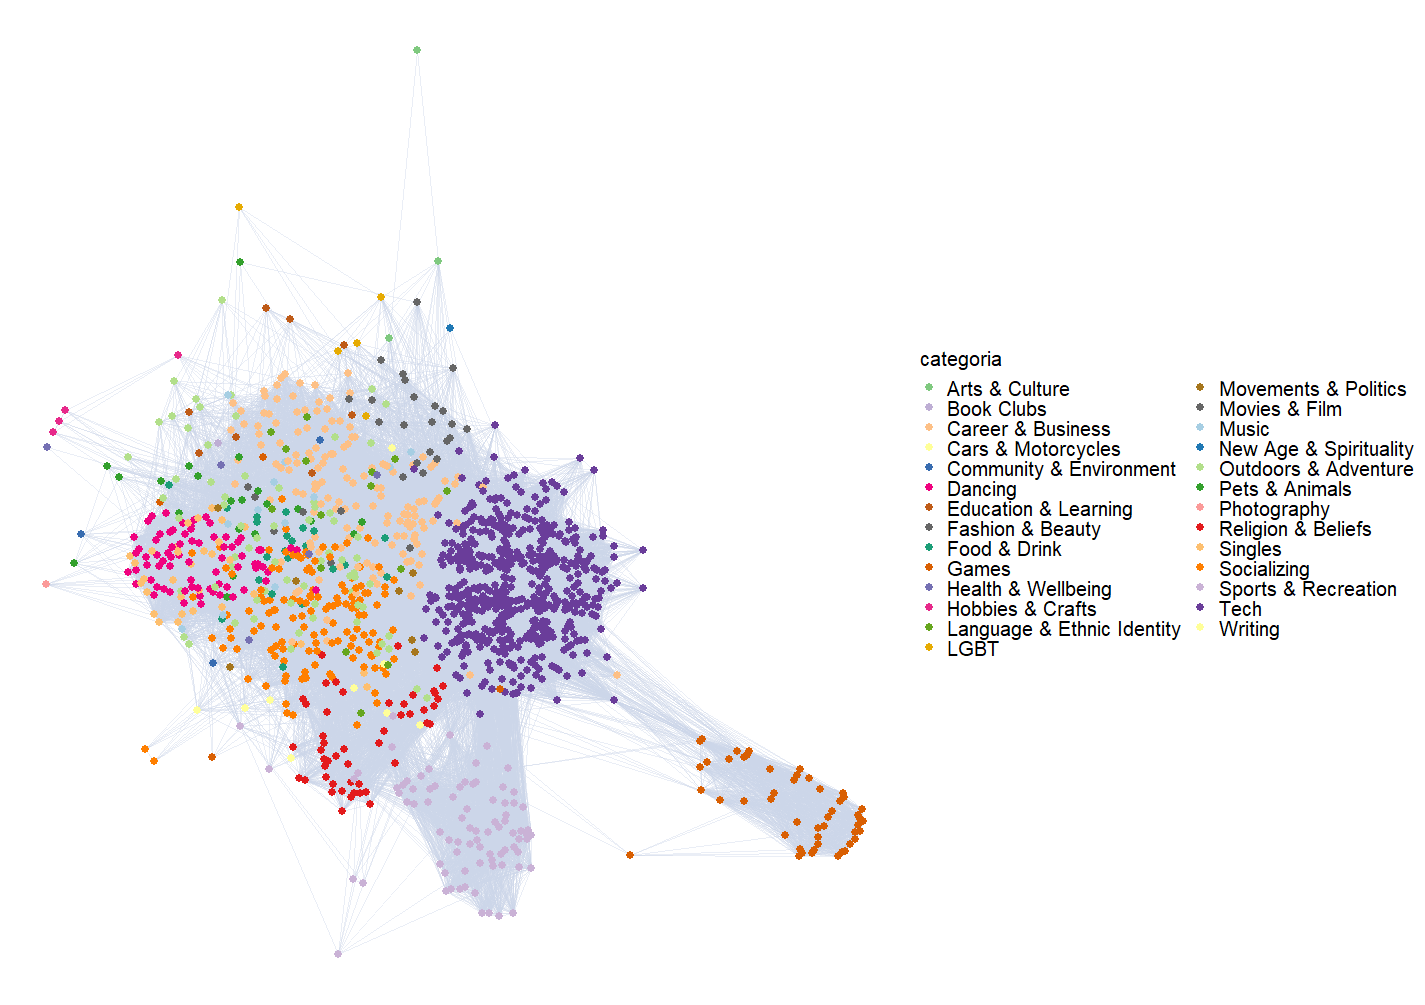 categoria
Arts & Culture
Book Clubs
Career & Business
Cars & Motorcycles
Community & Environment
Dancing
Education & Learning
Fashion & Beauty
Food & Drink
Games
Health & Wellbeing
Hobbies & Crafts
Language & Ethnic Identity
LGBT
Movements & Politics
Movies & Film
Music
New Age & Spirituality
Outdoors & Adventure
Pets & Animals
Photography
Religion & Beliefs
Singles
Socializing
Sports & Recreation
Tech
Writing